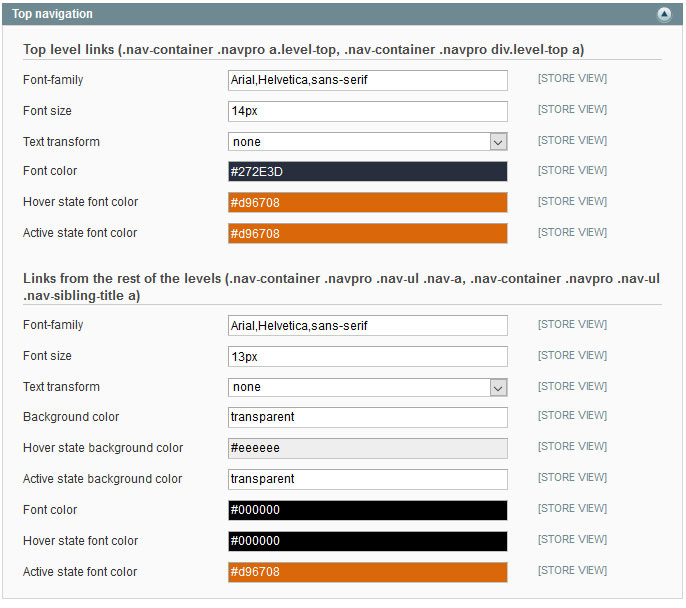 Top navigation
Top level links (.nav-container .navpro a.level-top, .nav-container .navpro div.level-top a)
Font-family Arial,Helvetica,sans-serif [STORE VIEW]
Font size 14px [STORE VIEW]
Text transform none [STORE VIEW]
Font color #272E3D [STORE VIEW]
Hover state font color #d96708 [STORE VIEW]
Active state font color #d96708 [STORE VIEW]
Links from the rest of the levels (.nav-container .navpro .nav-ul .nav-a, .nav-container .navpro .nav-ul
.nav-sibling-title a)
Font-family Arial,Helvetica,sans-serif [STORE VIEW]
Font size 13px [STORE VIEW]
Text transform none [STORE VIEW]
Background color transparent [STORE VIEW]
Hover state background color #eeeeee [STORE VIEW]
Active state background color transparent [STORE VIEW]
Font color #000000 [STORE VIEW]
Hover state font color #000000 [STORE VIEW]
Active state font color #d96708 [STORE VIEW]